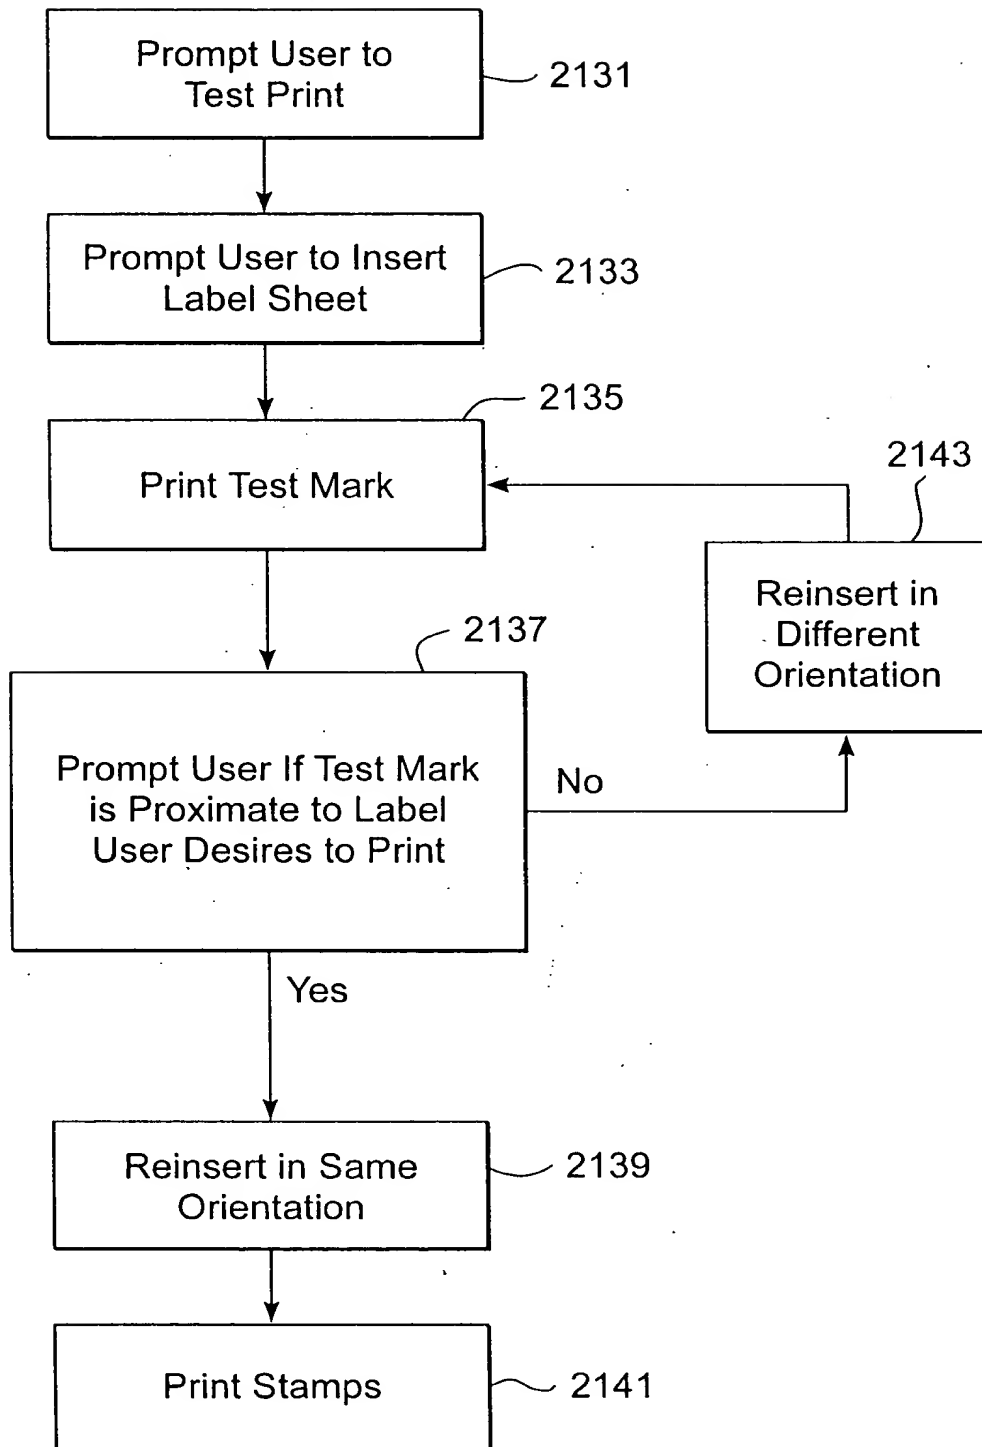 Prompt User to
Test Print
2131
Prompt User to Insert
Label Sheet
2133
2135
Print Test Mark
2143
Reinsert in
Different
Orientation
2137
Prompt User If Test Mark
is Proximate to Label
User Desires to Print
No
Yes
Reinsert in Same
Orientation
2139
Print Stamps
2141